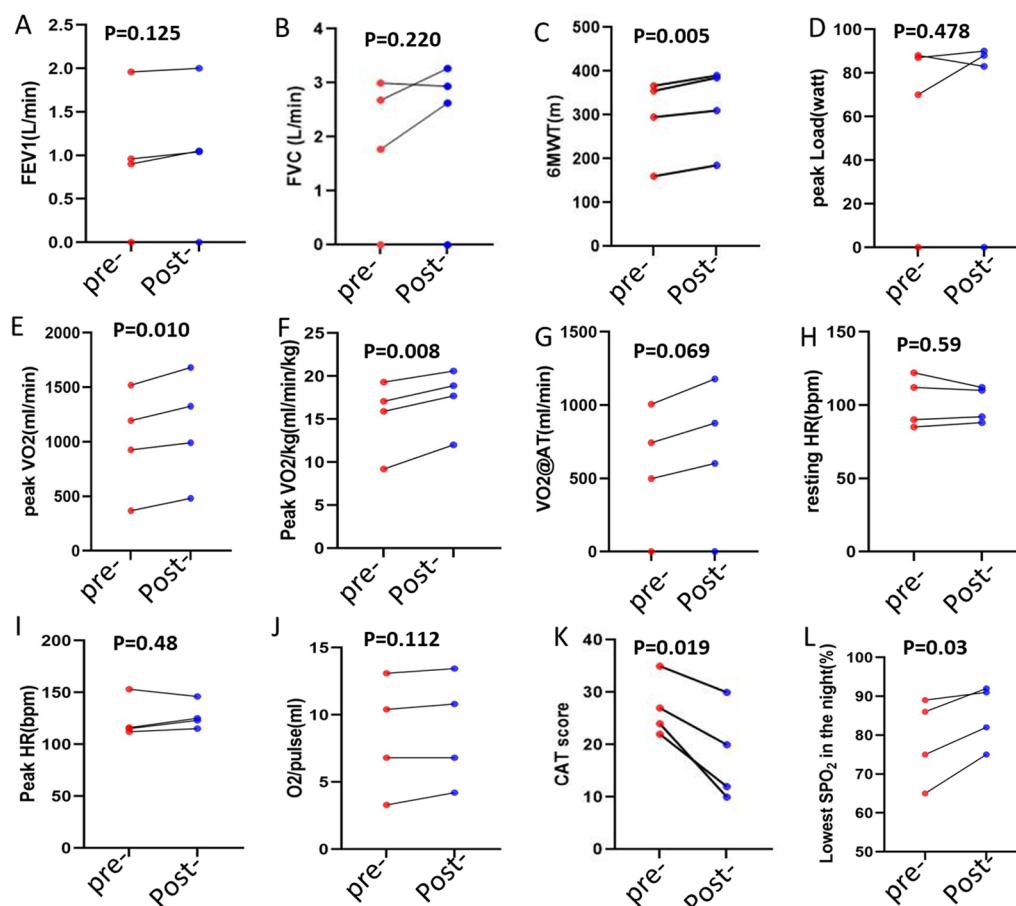 A
P=0.125
FEV1(L/min)
2.5
2.0
1.5
1.0
0.5
0.0
pre-
Post-
B
P=0.220
FVC (L/min)
4
3
2
1
0
pre-
Post-
C
P=0.005
6MWT(m)
500
400
300
200
100
0
pre-
Post-
D
P=0.478
peak Load(watt)
100
80
60
40
20
0
pre-
Post-
E
P=0.010
peak VO2(ml/min)
2000
1500
1000
500
0
pre-
Post-
F
P=0.008
Peak VO2/kg(ml/min/kg)
25
20
15
10
5
0
pre-
Post-
G
P=0.069
VO2@AT(ml/min)
1500
1000
500
0
pre-
Post-
H
P=0.59
resting HR(bpm)
150
100
50
0
pre-
Post-
I
P=0.48
Peak HR(bpm)
200
150
100
50
0
pre-
Post-
J
P=0.112
O2/pulse(ml)
15
10
5
0
pre-
Post-
K
P=0.019
CAT score
40
30
20
10
0
pre-
Post-
L
P=0.03
Lowest SPO₂ in the night(%)
100
90
80
70
60
50
pre-
Post-